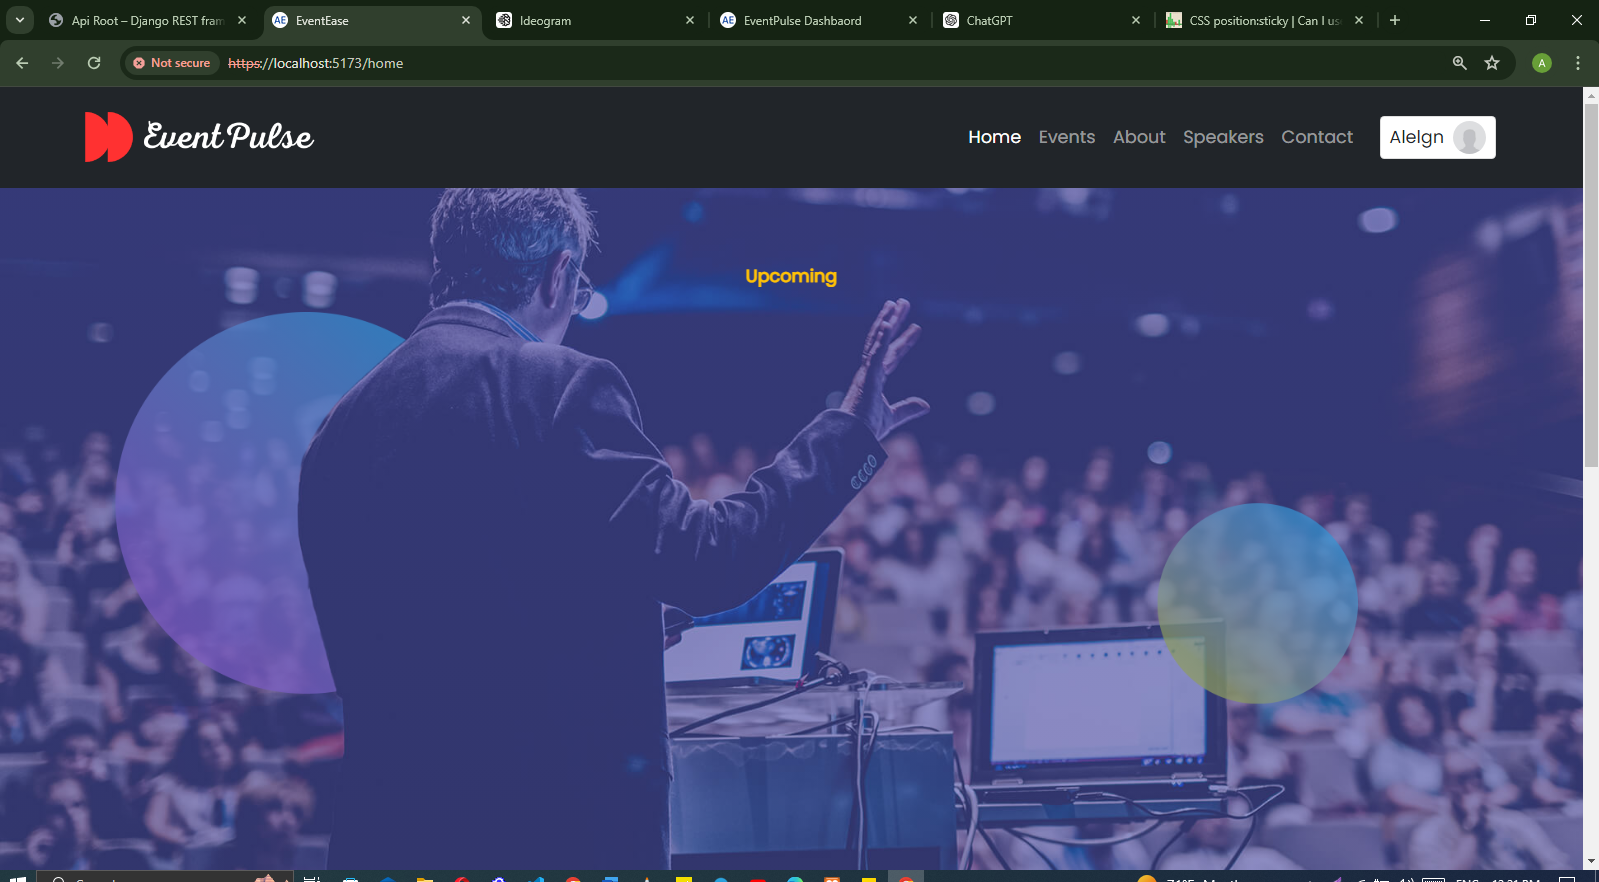 Api Root – Django REST fram
EventEase
Ideogram
EventPulse Dashbaord
ChatGPT
CSS position:sticky | Can I us
Not secure
https://localhost:5173/home
A
Event Pulse
Home
Events
About
Speakers
Contact
Alelgn
Upcoming